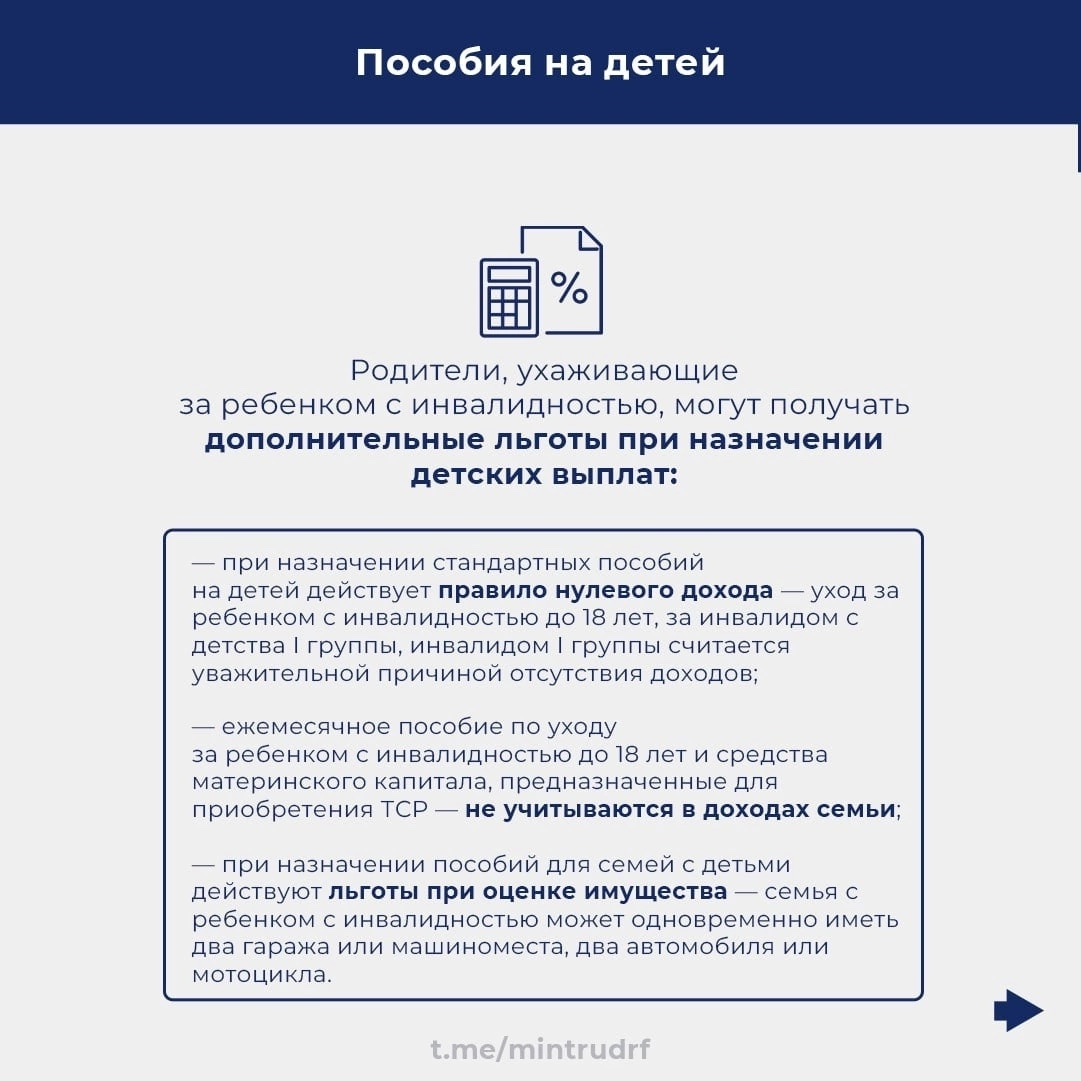 Пособия на детей
%
Родители, ухаживающие
за ребенком с инвалидностью, могут получать
дополнительные льготы при назначении
детских выплат:
— при назначении стандартных пособий
на детей действует правило нулевого дохода — уход за
ребенком с инвалидностью до 18 лет, за инвалидом с
детства I группы, инвалидом I группы считается
уважительной причиной отсутствия доходов;
— ежемесячное пособие по уходу
за ребенком с инвалидностью до 18 лет и средства
материнского капитала, предназначенные для
приобретения ТСР — не учитываются в доходах семьи;
— при назначении пособий для семей с детьми
действуют льготы при оценке имущества — семья с
ребенком с инвалидностью может одновременно иметь
два гаража или машиноместа, два автомобиля или
мотоцикла.
t.me/mintrudrf